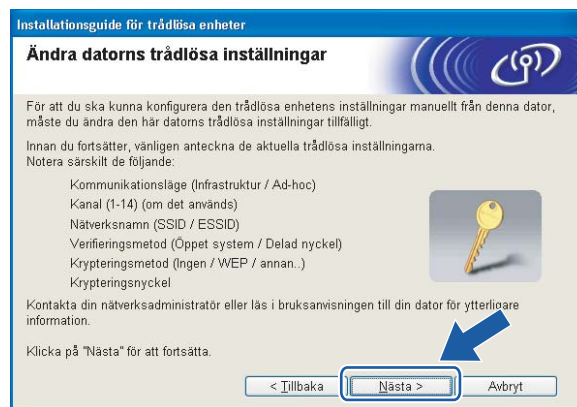 Installationsguide för trådlösa enheter
Ändra datorns trådlösa inställningar
För att du ska kunna konfigurera den trådlösa enhetens inställningar manuellt från denna dator,
måste du ändra den här datorns trådlösa inställningar tillfälligt.
Innan du fortsätter, vänligen anteckna de aktuella trådlösa inställningarna.
Notera särskilt de följande:
Kommunikationsläge (Infrastruktur / Ad-hoc)
Kanal (1-14) (om det används)
Nätverksnamn (SSID / ESSID)
Verifieringsmetod (Öppet system / Delad nyckel)
Krypteringsmetod (Ingen / WEP / annan..)
Krypteringsnyckel
Kontakta din nätverksadministratör eller läs i bruksanvisningen till din dator för ytterligare
information.
Klicka på "Nästa" för att fortsätta.
< Tillbaka Nästa > Avbryt